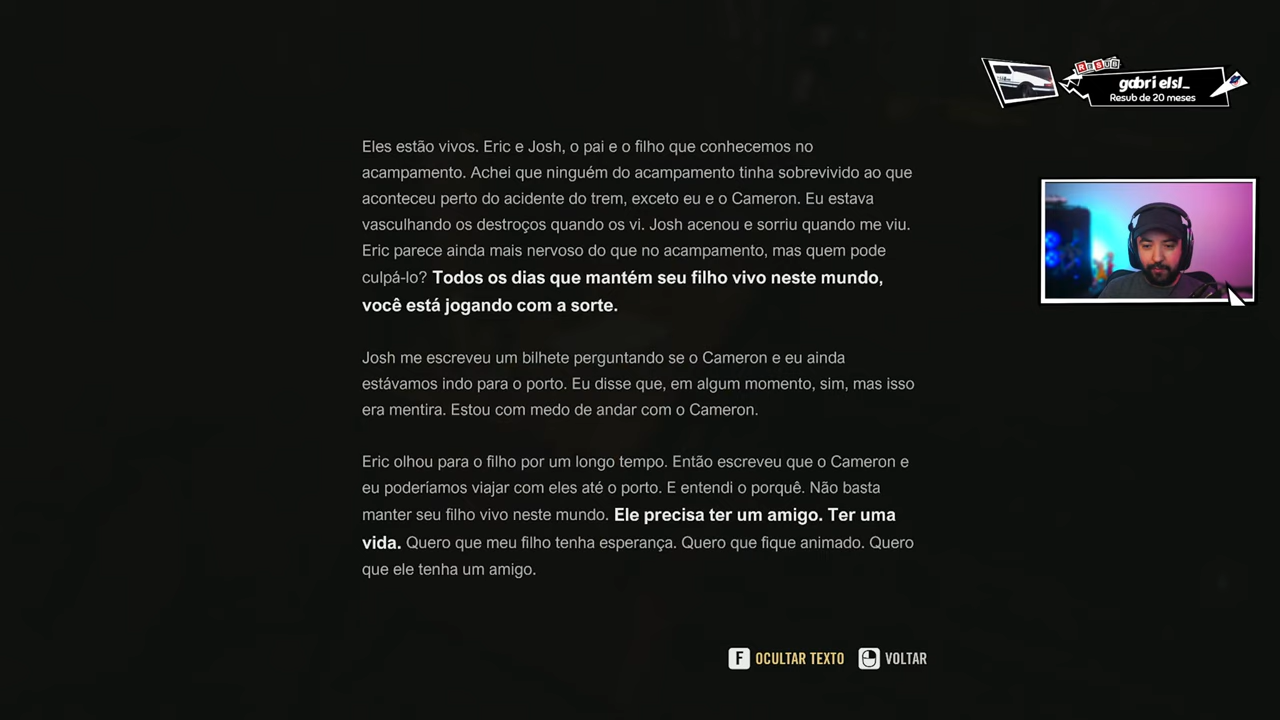 RESUB
gabrielsl_
Resub de 20 meses
Eles estão vivos. Eric e Josh, o pai e o filho que conhecemos no
acampamento. Achei que ninguém do acampamento tinha sobrevivido ao que
aconteceu perto do acidente do trem, exceto eu e o Cameron. Eu estava
vasculhando os destroços quando os vi. Josh acenou e sorriu quando me viu.
Eric parece ainda mais nervoso do que no acampamento, mas quem pode
culpá-lo? Todos os dias que mantém seu filho vivo neste mundo,
você está jogando com a sorte.
Josh me escreveu um bilhete perguntando se o Cameron e eu ainda
estávamos indo para o porto. Eu disse que, em algum momento, sim, mas isso
era mentira. Estou com medo de andar com o Cameron.
Eric olhou para o filho por um longo tempo. Então escreveu que o Cameron e
eu poderíamos viajar com eles até o porto. E entendi o porquê. Não basta
manter seu filho vivo neste mundo. Ele precisa ter um amigo. Ter uma
vida. Quero que meu filho tenha esperança. Quero que fique animado. Quero
que ele tenha um amigo.
F OCULTAR TEXTO VOLTAR